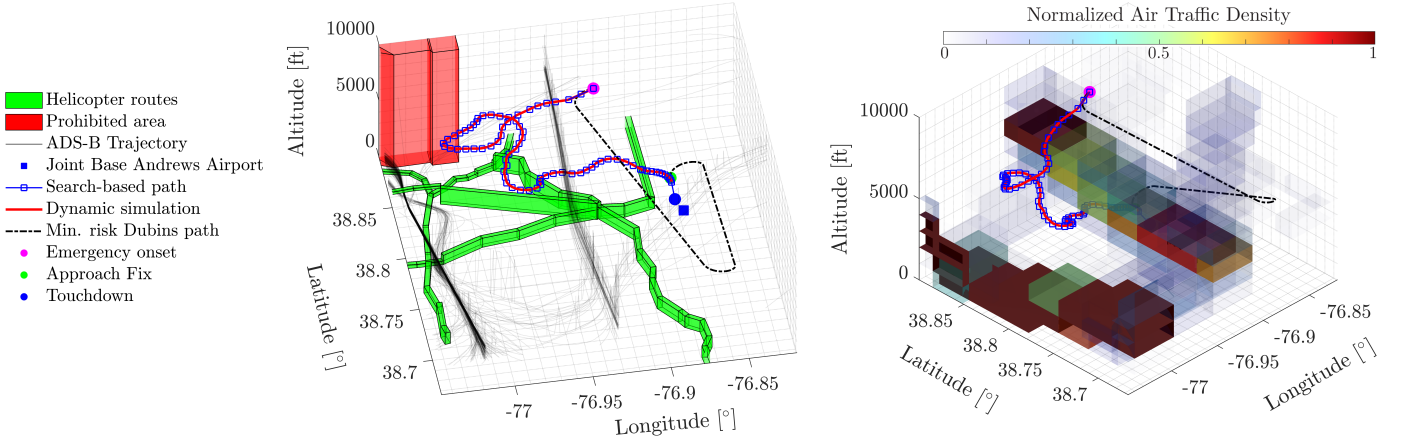 Helicopter routes
Prohibited area
ADS-B Trajectory
Joint Base Andrews Airport
Search-based path
Dynamic simulation
Min. risk Dubins path
Emergency onset
Approach Fix
Touchdown
10000
5000
0
Altitude [ft]
38.85
38.8
38.75
38.7
Latitude [°]
-77
-76.95
-76.9
-76.85
Longitude [°]
Normalized Air Traffic Density
0
0.5
1
10000
5000
0
Altitude [ft]
38.85
38.8
38.75
38.7
Latitude [°]
-77
-76.95
-76.9
-76.85
Longitude [°]